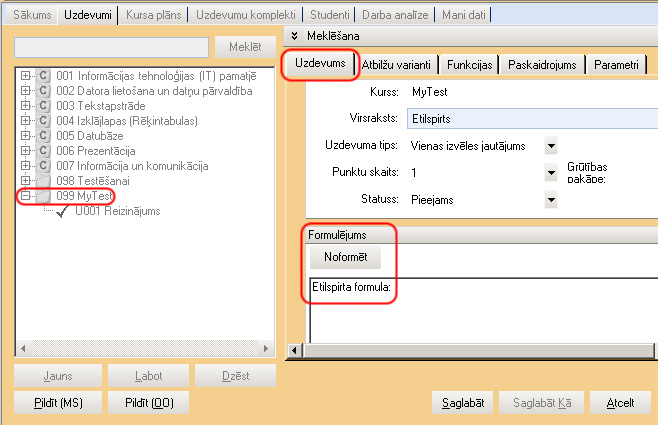 Sākums Uzdevumi Kursa plāns Uzdevumu komplekti Studenti Darba analīze Mani dati
Meklēt
001 Informācijas tehnoloģijas (IT) pamatjē
002 Datora lietošana un datņu pārvaldība
003 Tekstapstrāde
004 Izklājlapas (Rēķintabulas)
005 Datubāze
006 Prezentācija
007 Informācija un komunikācija
098 Testēšanai
099 MyTest
U001 Reizinājums
Jauns Labot Dzēst
Pildīt (MS) Pildīt (OO)
Meklēšana
Uzdevums Atbilžu varianti Funkcijas Paskaidrojums Parametri
Kurss: MyTest
Virsraksts: Etilspirts
Uzdevuma tips: Vienas izvēles jautājums
Punktu skaits: 1 Grūtības
pakāpe:
Statuss: Pieejams
Formulējums
Noformēt
Etilspirta formula:
Saglabāt Saglabāt Kā Atcelt